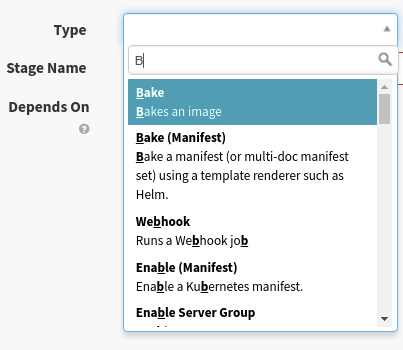 Type
B
Stage Name
Bake
Bakes an image
Depends On
Bake (Manifest)
Bake a manifest (or multi-doc manifest
set) using a template renderer such as
Helm.
Webhook
Runs a Webhook job
Enable (Manifest)
Enable a Kubernetes manifest.
Enable Server Group